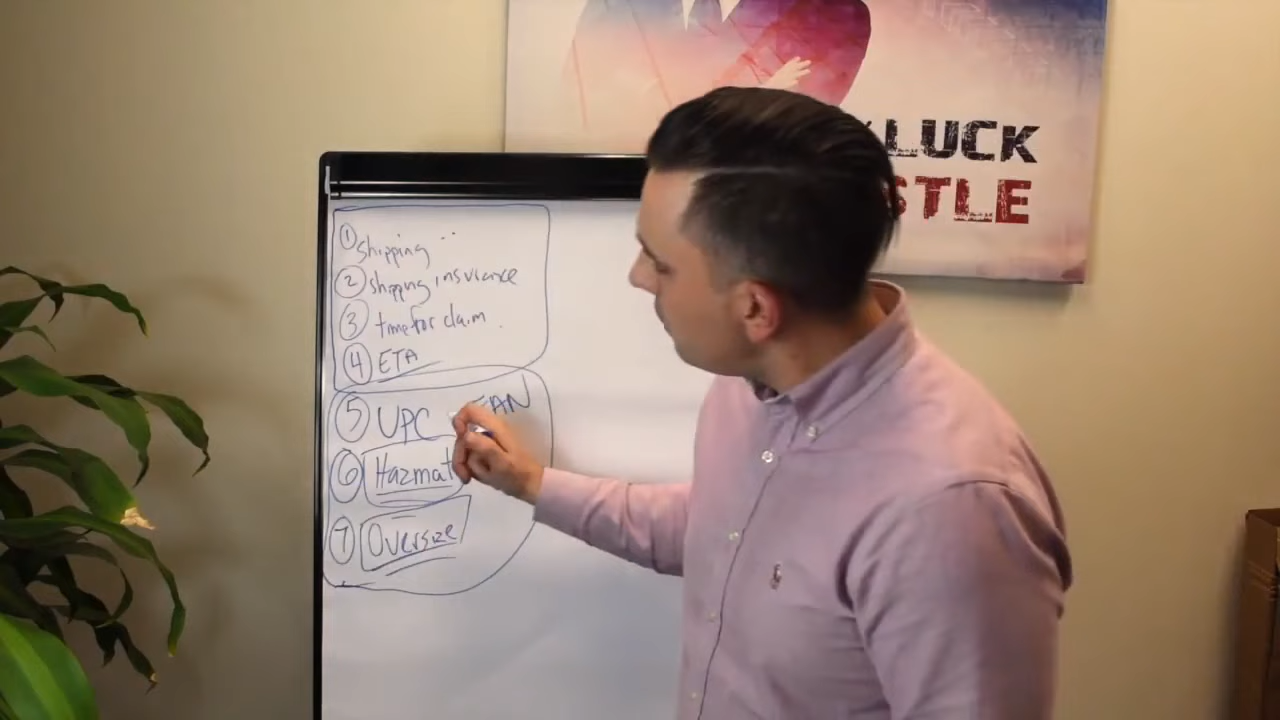 LUCK
STLE
① shipping
② shipping insurance
③ time for claim
④ ETA
⑤ UPC EAN
⑥ Hazmat
⑦ Oversize